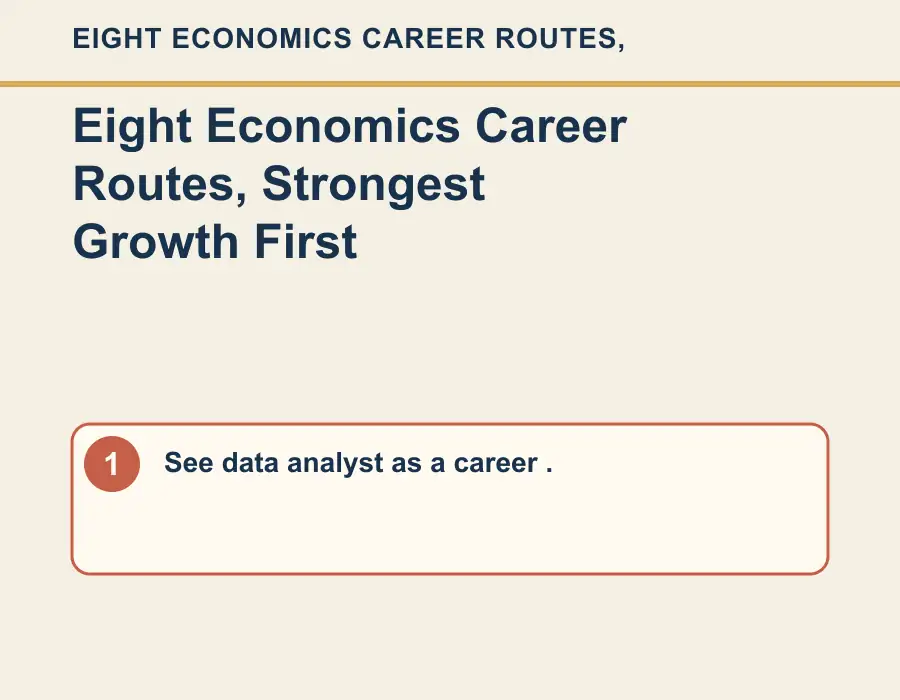 EIGHT ECONOMICS CAREER ROUTES,
Eight Economics Career
Routes, Strongest
Growth First
1
See data analyst as a career .